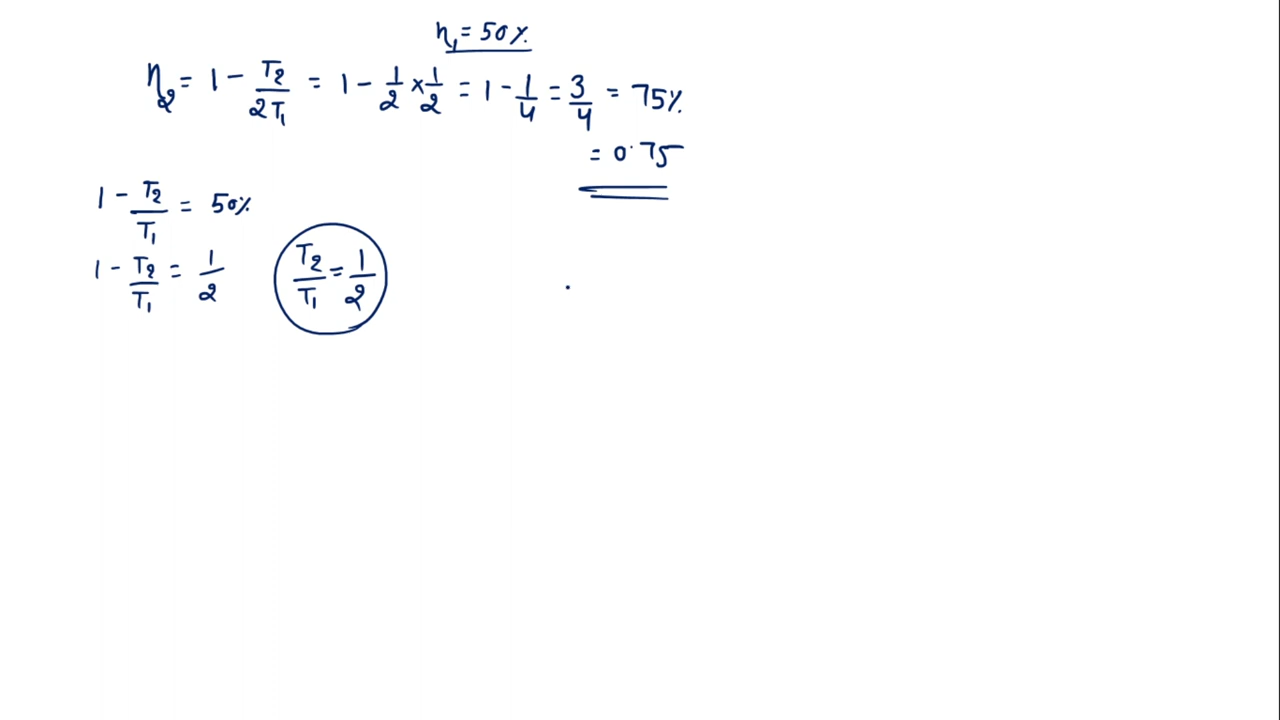 η₁ = 50%
η₂ = 1 - T₂/2T₁ = 1 - 1/2 × 1/2 = 1 - 1/4 = 3/4 = 75%
= 0.75
1 - T₂/T₁ = 50%
1 - T₂/T₁ = 1/2
T₂/T₁ = 1/2